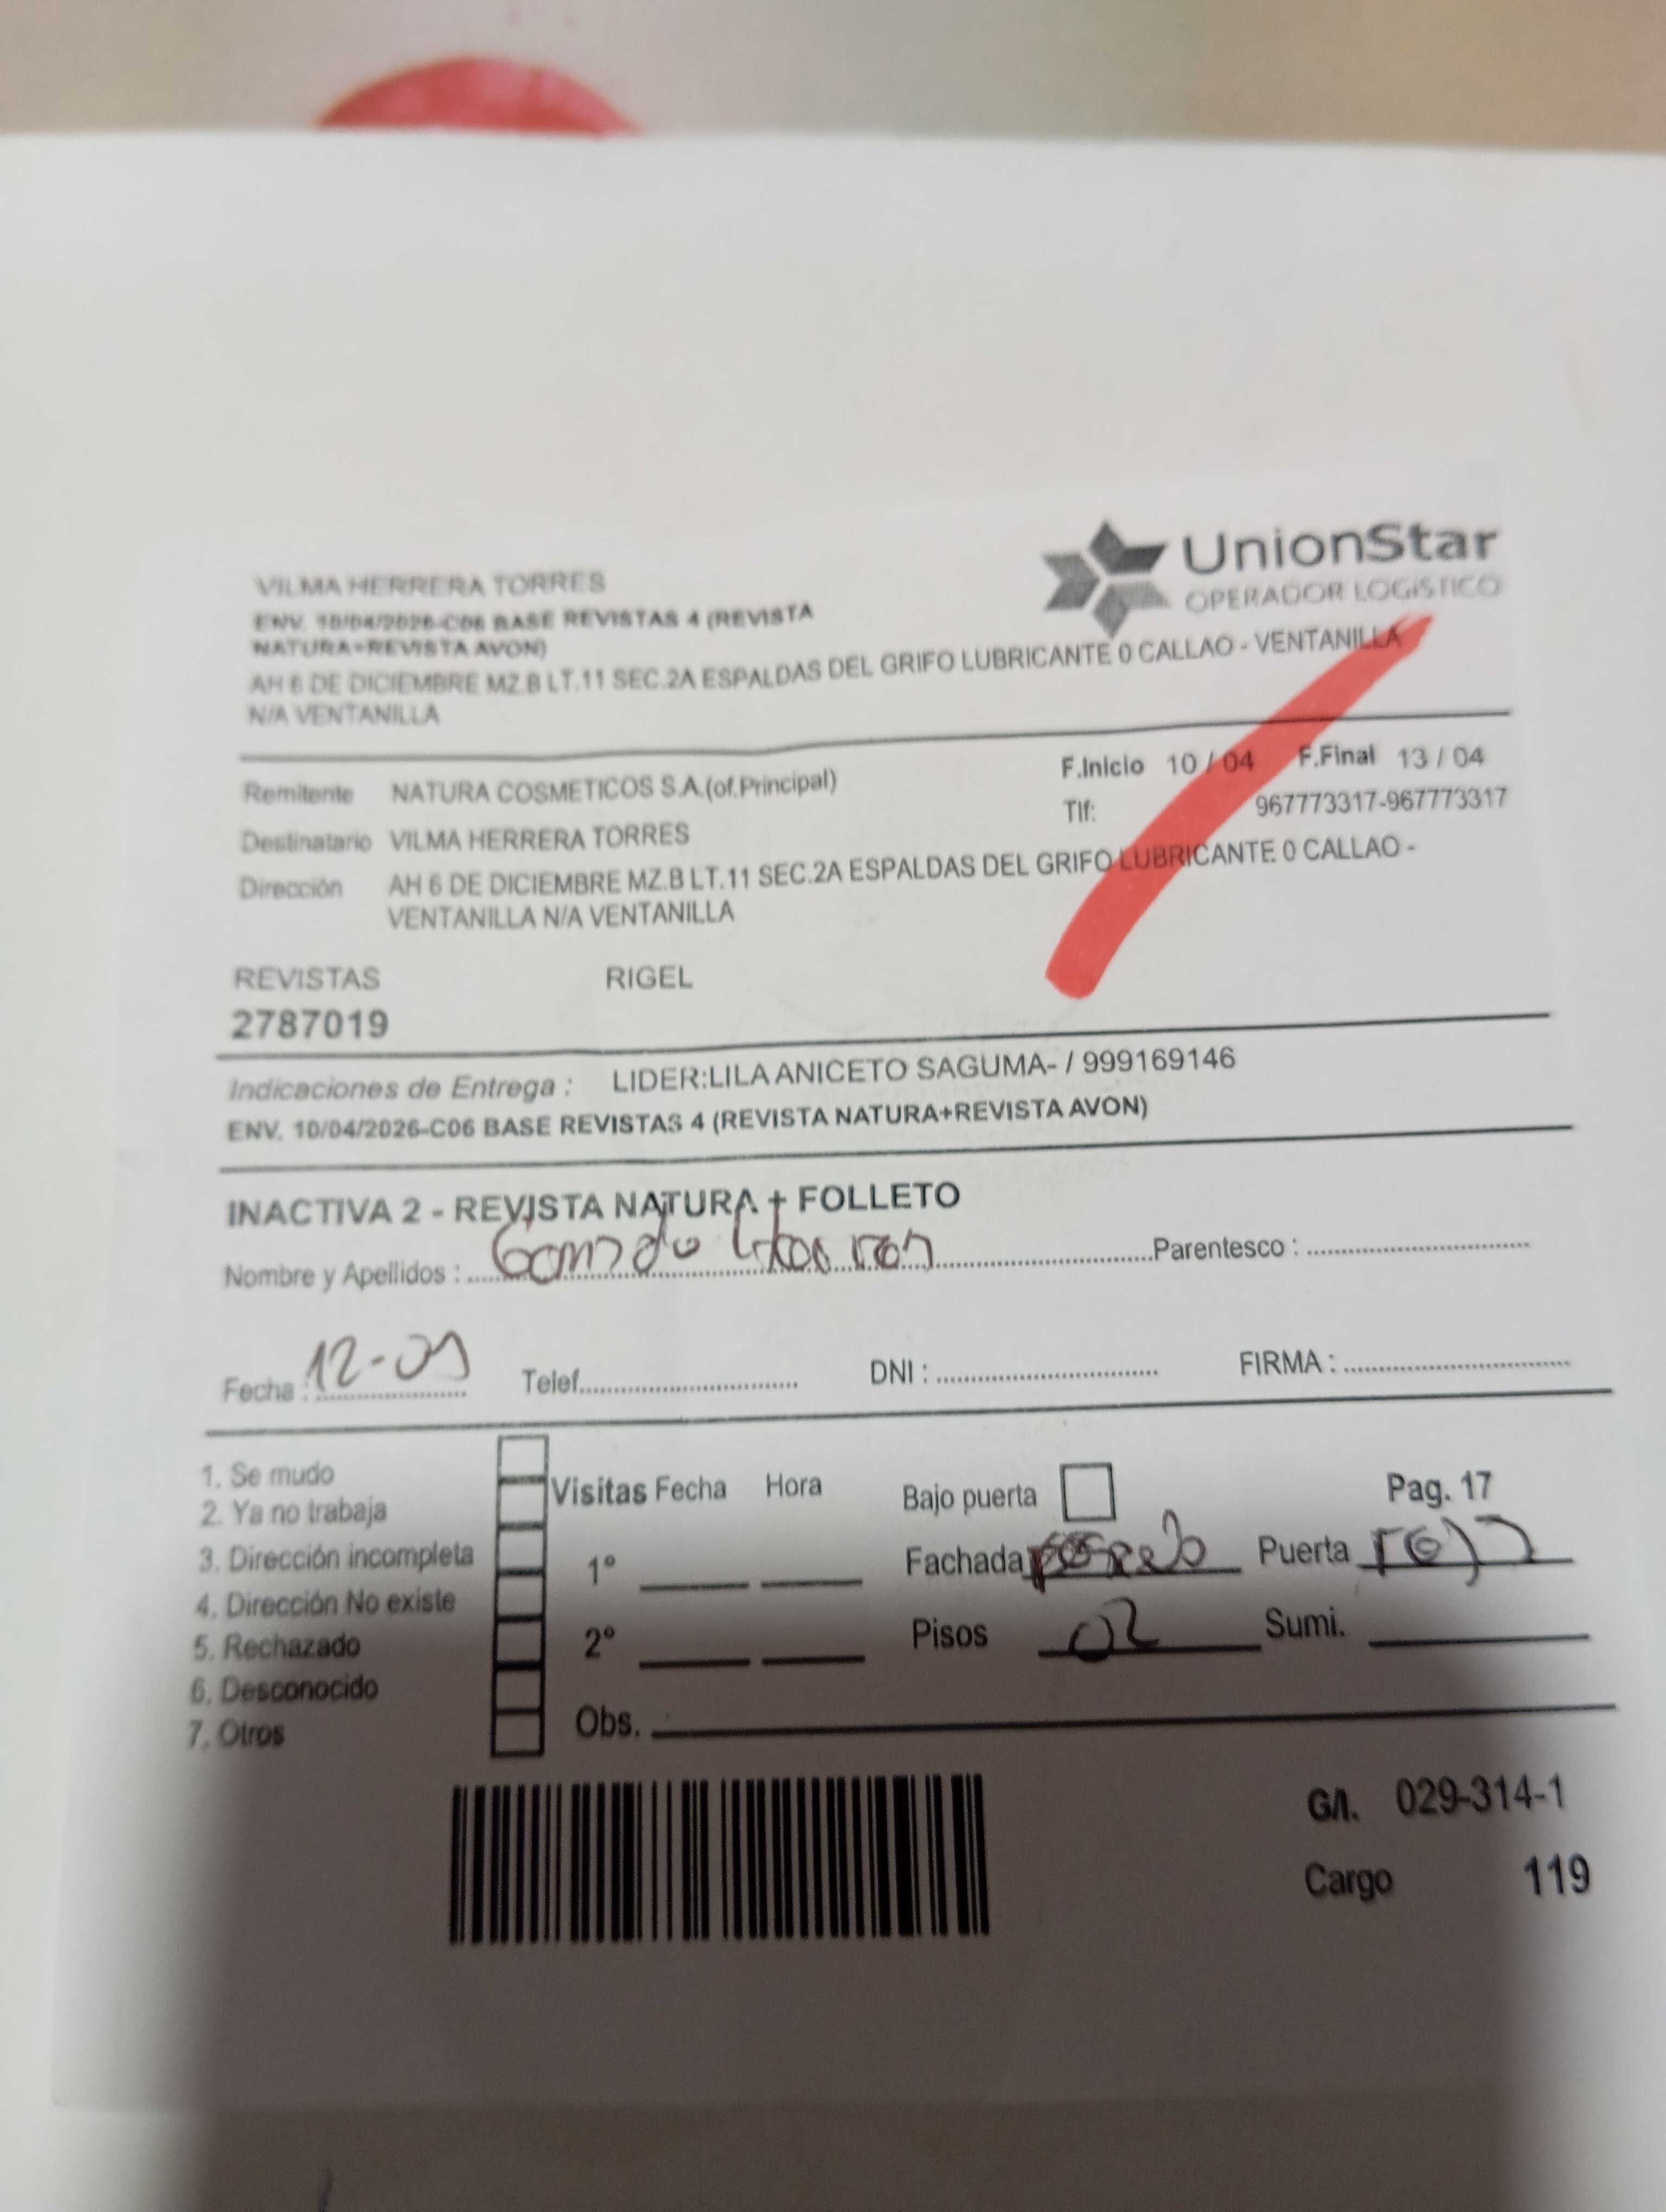 UnionStar
OPERADOR LOGíSTICO
VILMA HERRERA TORRES
ENV. 10/04/2026-C06 BASE REVISTAS 4 (REVISTA
NATURA+REVISTA AVON)
AH 6 DE DICIEMBRE MZ.B LT.11 SEC.2A ESPALDAS DEL GRIFO LUBRICANTE 0 CALLAO - VENTANILLA
N/A VENTANILLA
Remitente NATURA COSMETICOS S.A.(of.Principal) F.Inicio 10 / 04 F.Final 13 / 04
Tlf: 967773317-967773317
Destinatario VILMA HERRERA TORRES
Dirección AH 6 DE DICIEMBRE MZ.B LT.11 SEC.2A ESPALDAS DEL GRIFO LUBRICANTE 0 CALLAO -
VENTANILLA N/A VENTANILLA
REVISTAS RIGEL
2787019
Indicaciones de Entrega : LIDER:LILA ANICETO SAGUMA- / 999169146
ENV. 10/04/2026-C06 BASE REVISTAS 4 (REVISTA NATURA+REVISTA AVON)
INACTIVA 2 - REVISTA NATURA + FOLLETO
Nombre y Apellidos : Parentesco :
Fecha : Telef. DNI : FIRMA :
1. Se mudo
2. Ya no trabaja
3. Dirección incompleta
4. Dirección No existe
5. Rechazado
6. Desconocido
7. Otros
Visitas Fecha Hora
1º
2º
Obs.
Bajo puerta Pag. 17
Fachada Puerta
Pisos 02 Sumi.
G/I. 029-314-1
Cargo 119